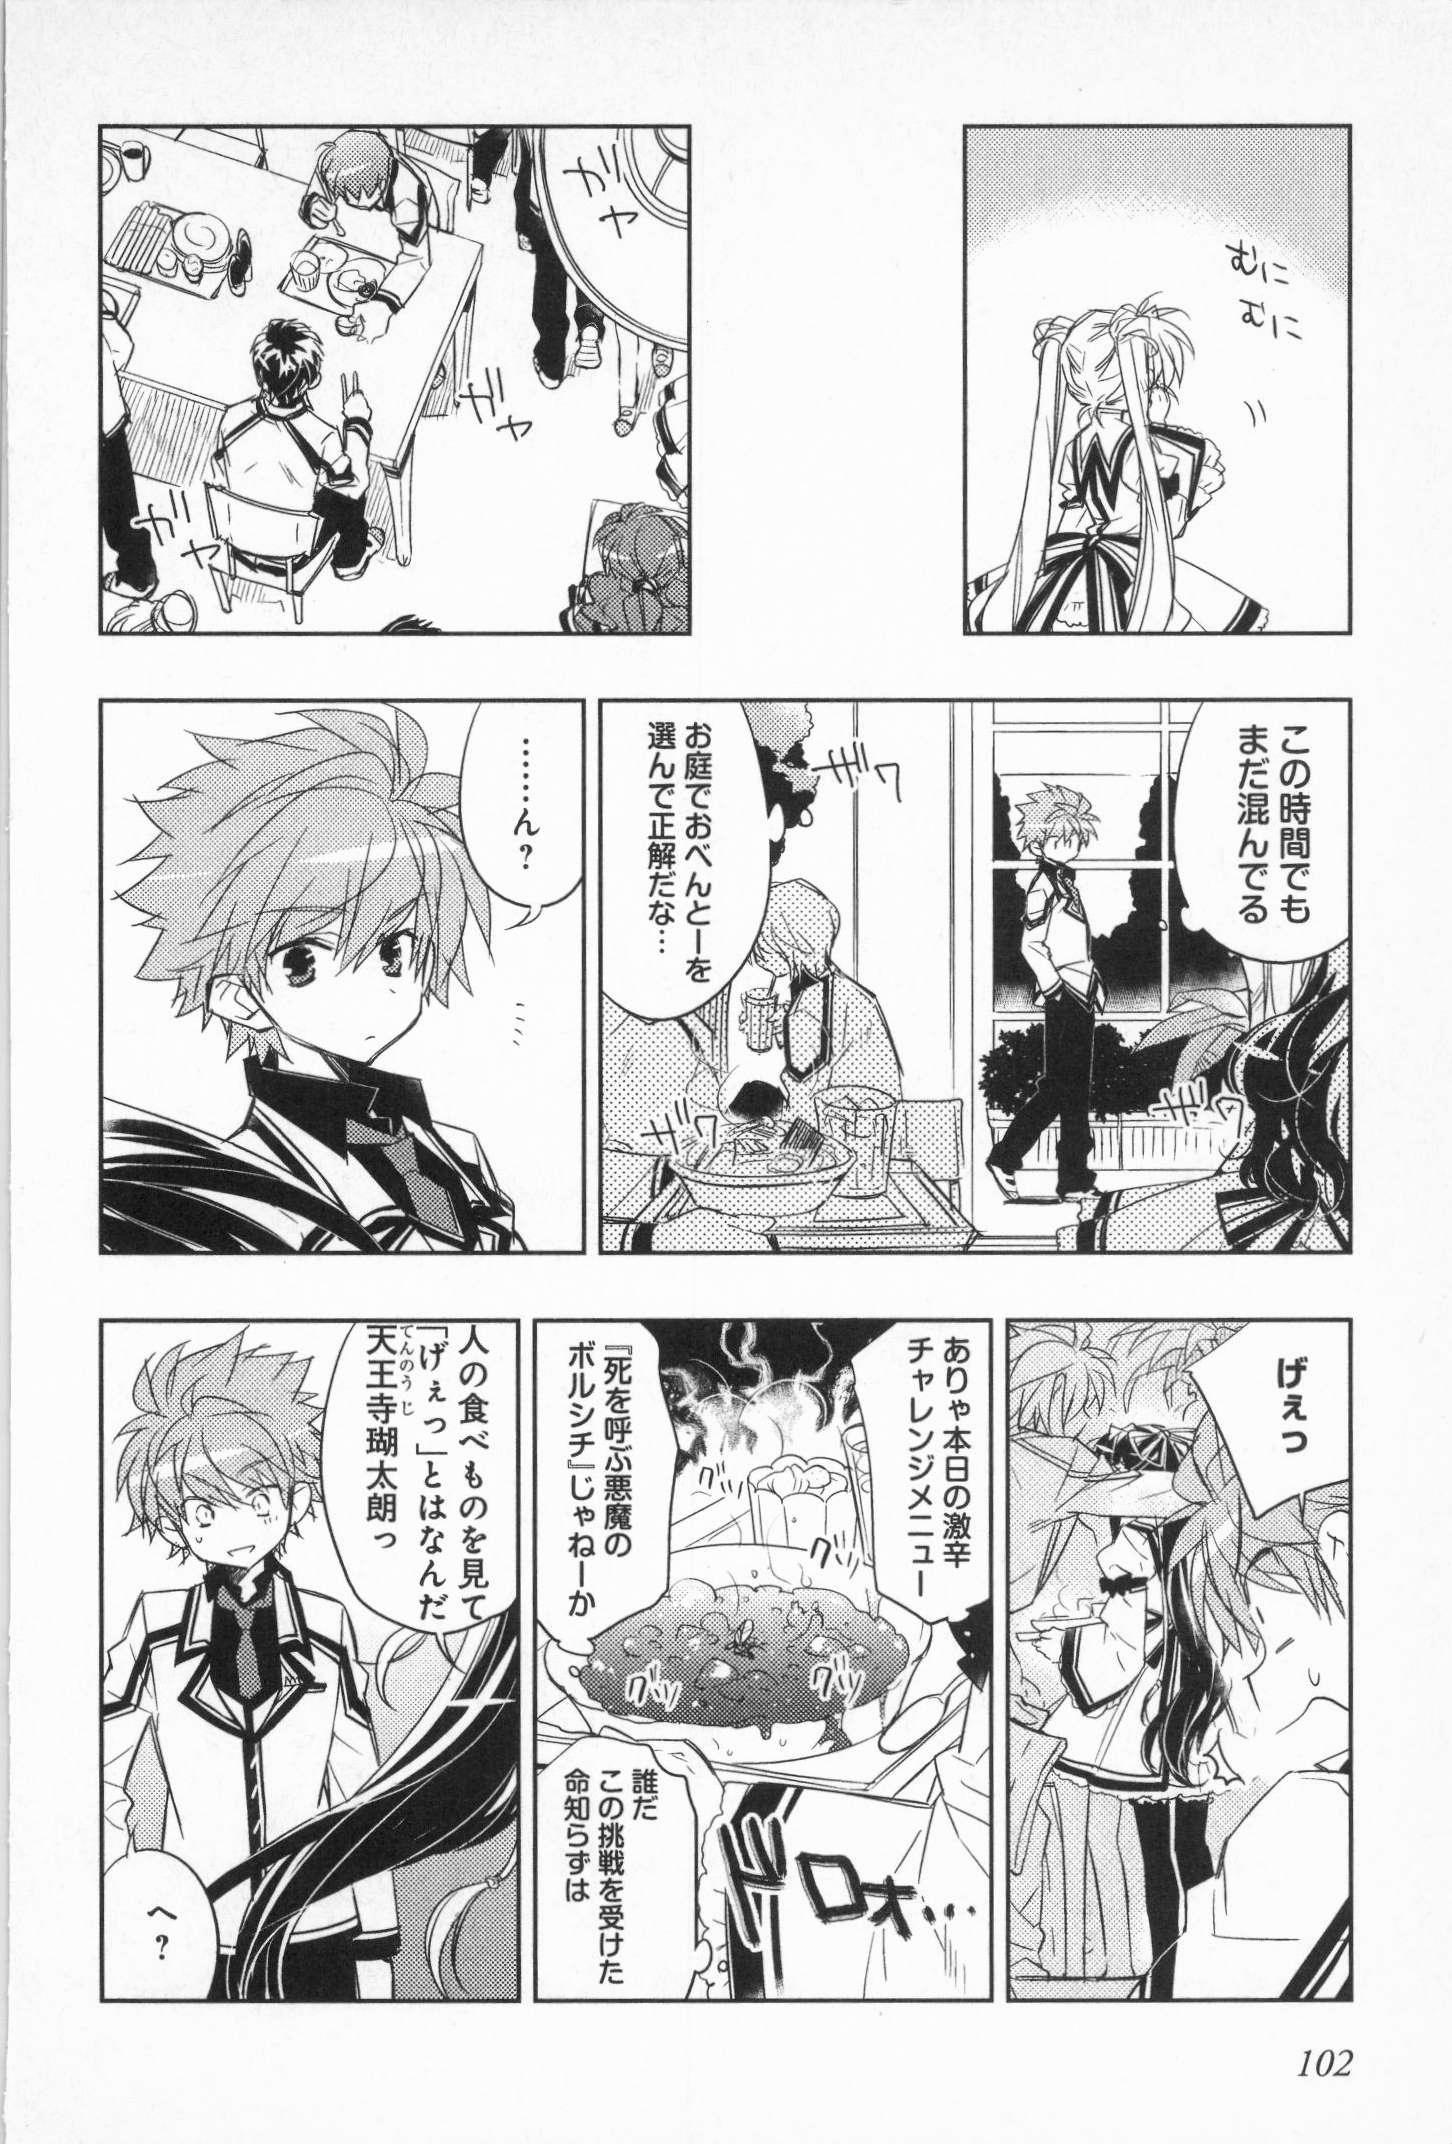 むに
むに
ガヤ
ガヤ
ガヤ
この時間でも
まだ混んでる
ザワ
ザワ
ザワ
お庭でおべんとーを
選んで正解だな…
……ん?
げぇっ
ありゃ本日の激辛
チャレンジメニュー
『死を呼ぶ悪魔の
ボルシチ』じゃねーか
グツ
グツ
グツ
グツ
誰だ
この挑戦を受けた
命知らずは
人の食べものを見て
「げぇっ」とはなんだ
天王寺瑚太朗っ
てんのうじ
へ?
102